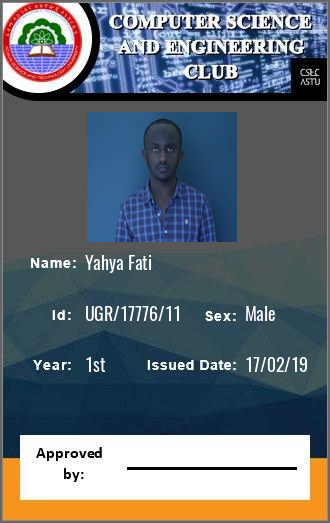 COMPUTER SCIENCE
AND ENGINEERING
CLUB
CSEC
ASTU
Name: Yahya Fati
Id: UGR/17776/11 Sex: Male
Year: 1st Issued Date: 17/02/19
Approved
by: